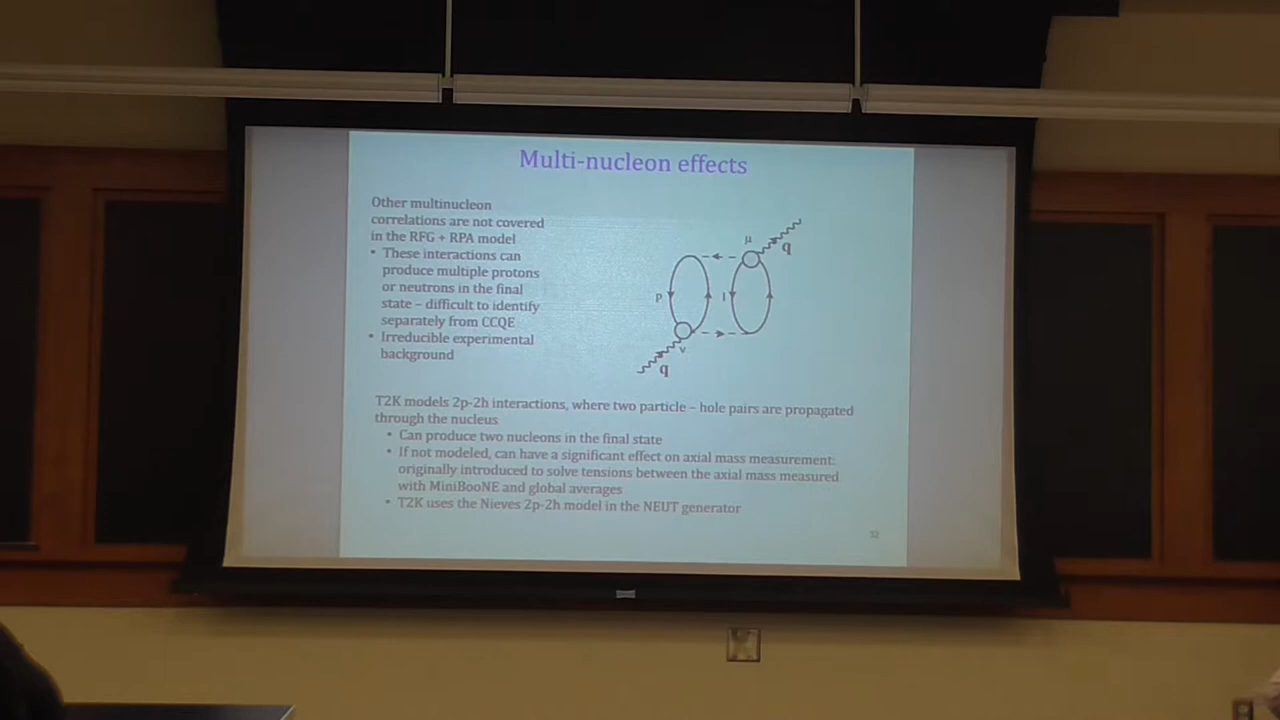 Multi-nucleon effects
Other multinucleon
correlations are not covered
in the RFG + RPA model
• These interactions can
produce multiple protons
or neutrons in the final
state – difficult to identify
separately from CCQE
• Irreducible experimental
background
μ
q
p
l
ν
q
T2K models 2p-2h interactions, where two particle – hole pairs are propagated
through the nucleus
• Can produce two nucleons in the final state
• If not modeled, can have a significant effect on axial mass measurement:
originally introduced to solve tensions between the axial mass measured
with MiniBooNE and global averages
• T2K uses the Nieves 2p-2h model in the NEUT generator
32